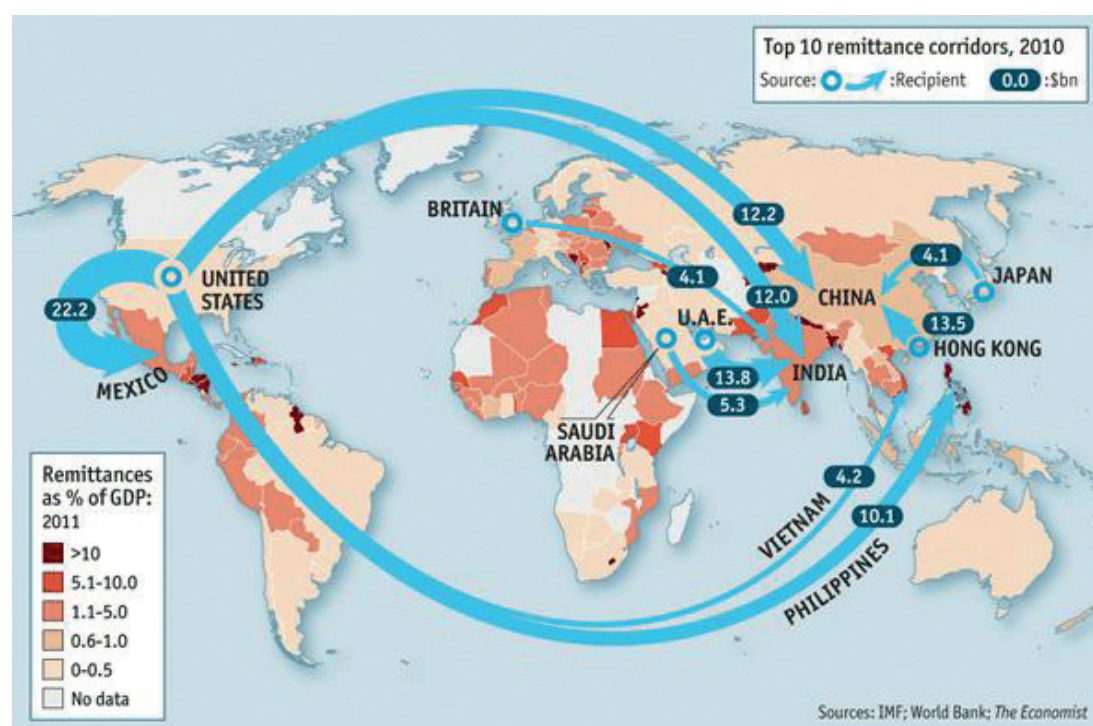 Top 10 remittance corridors, 2010
Source: :Recipient 0.0 :$bn
BRITAIN
12.2
UNITED
STATES
4.1
4.1
JAPAN
22.2
12.0
CHINA
U.A.E.
13.5
HONG KONG
MEXICO
13.8
INDIA
5.3
SAUDI
ARABIA
4.2
VIETNAM
10.1
PHILIPPINES
Remittances
as % of GDP:
2011
>10
5.1-10.0
1.1-5.0
0.6-1.0
0-0.5
No data
Sources: IMF; World Bank; The Economist